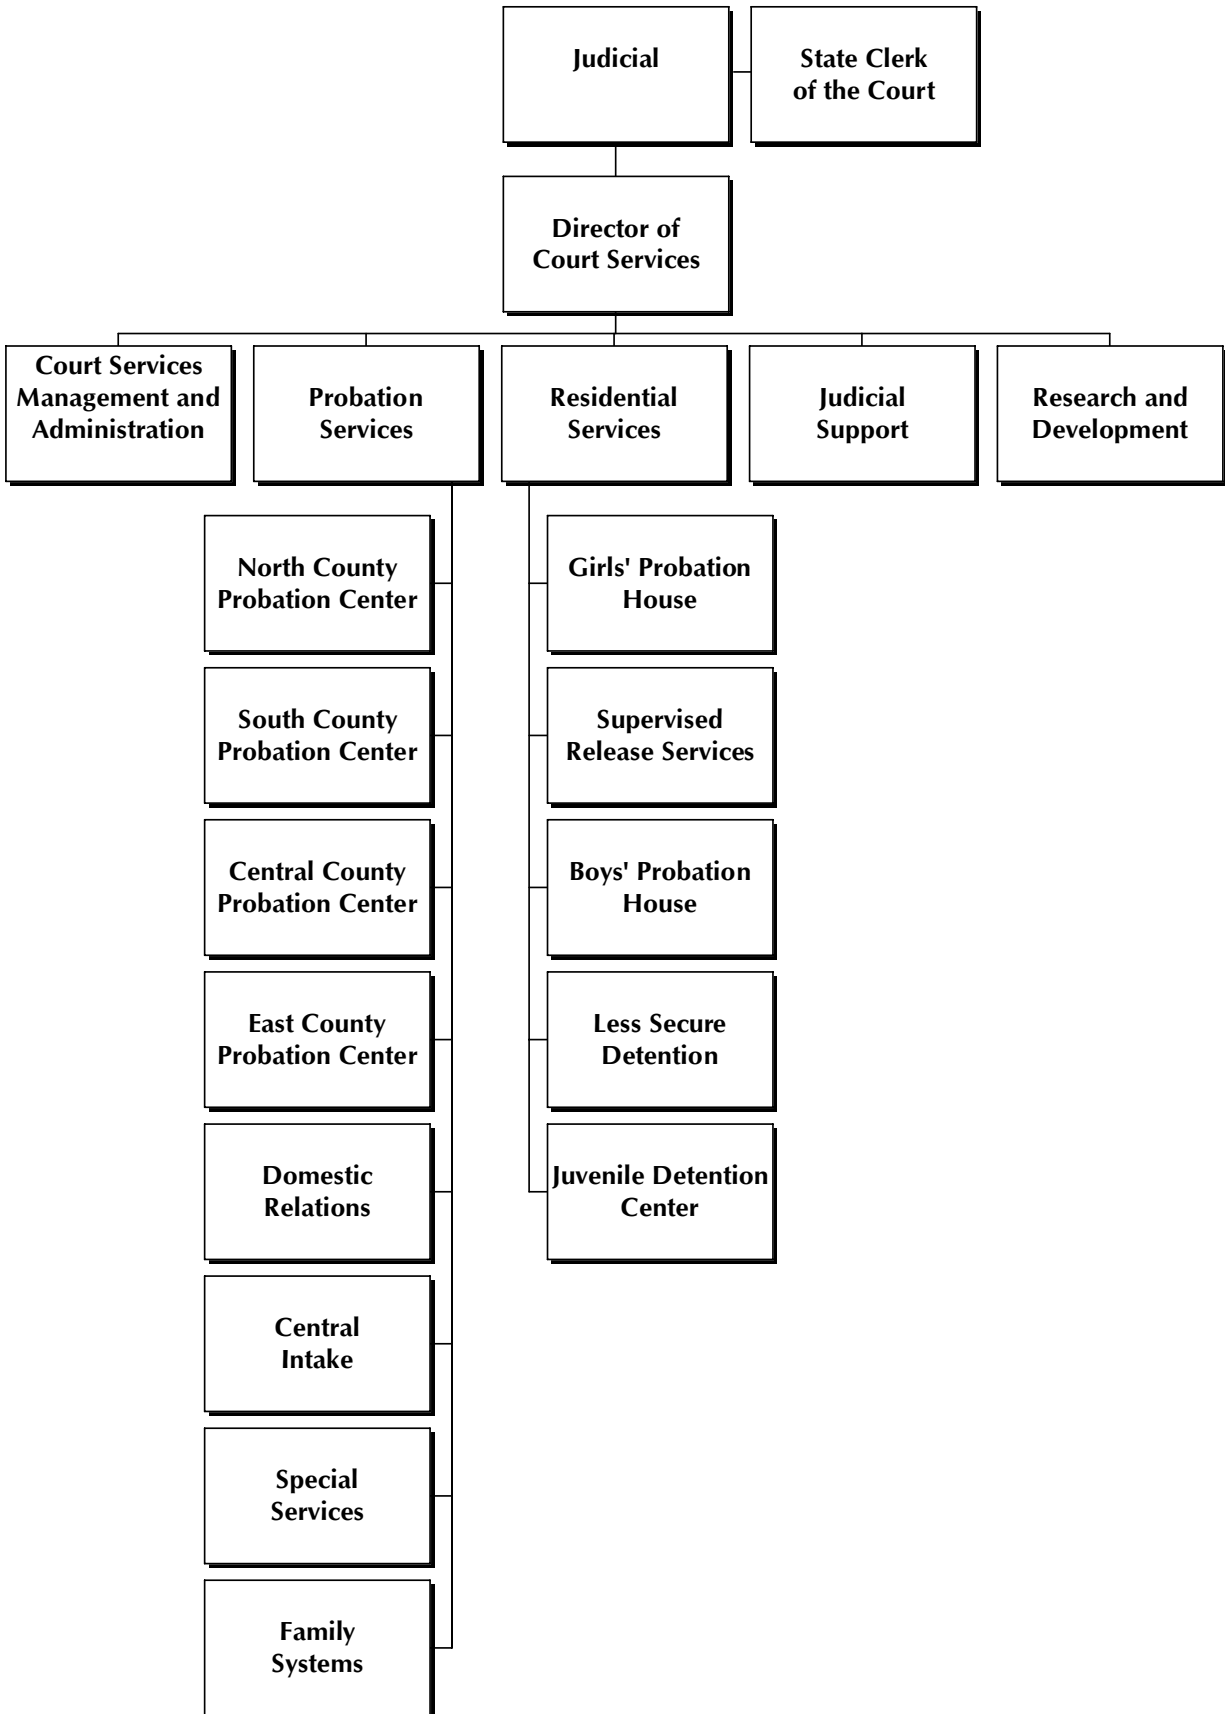 Judicial
State Clerk
of the Court
Director of
Court Services
Court Services
Management and
Administration
Probation
Services
Residential
Services
Judicial
Support
Research and
Development
North County
Probation Center
South County
Probation Center
Central County
Probation Center
East County
Probation Center
Domestic
Relations
Central
Intake
Special
Services
Family
Systems
Girls' Probation
House
Supervised
Release Services
Boys' Probation
House
Less Secure
Detention
Juvenile Detention
Center